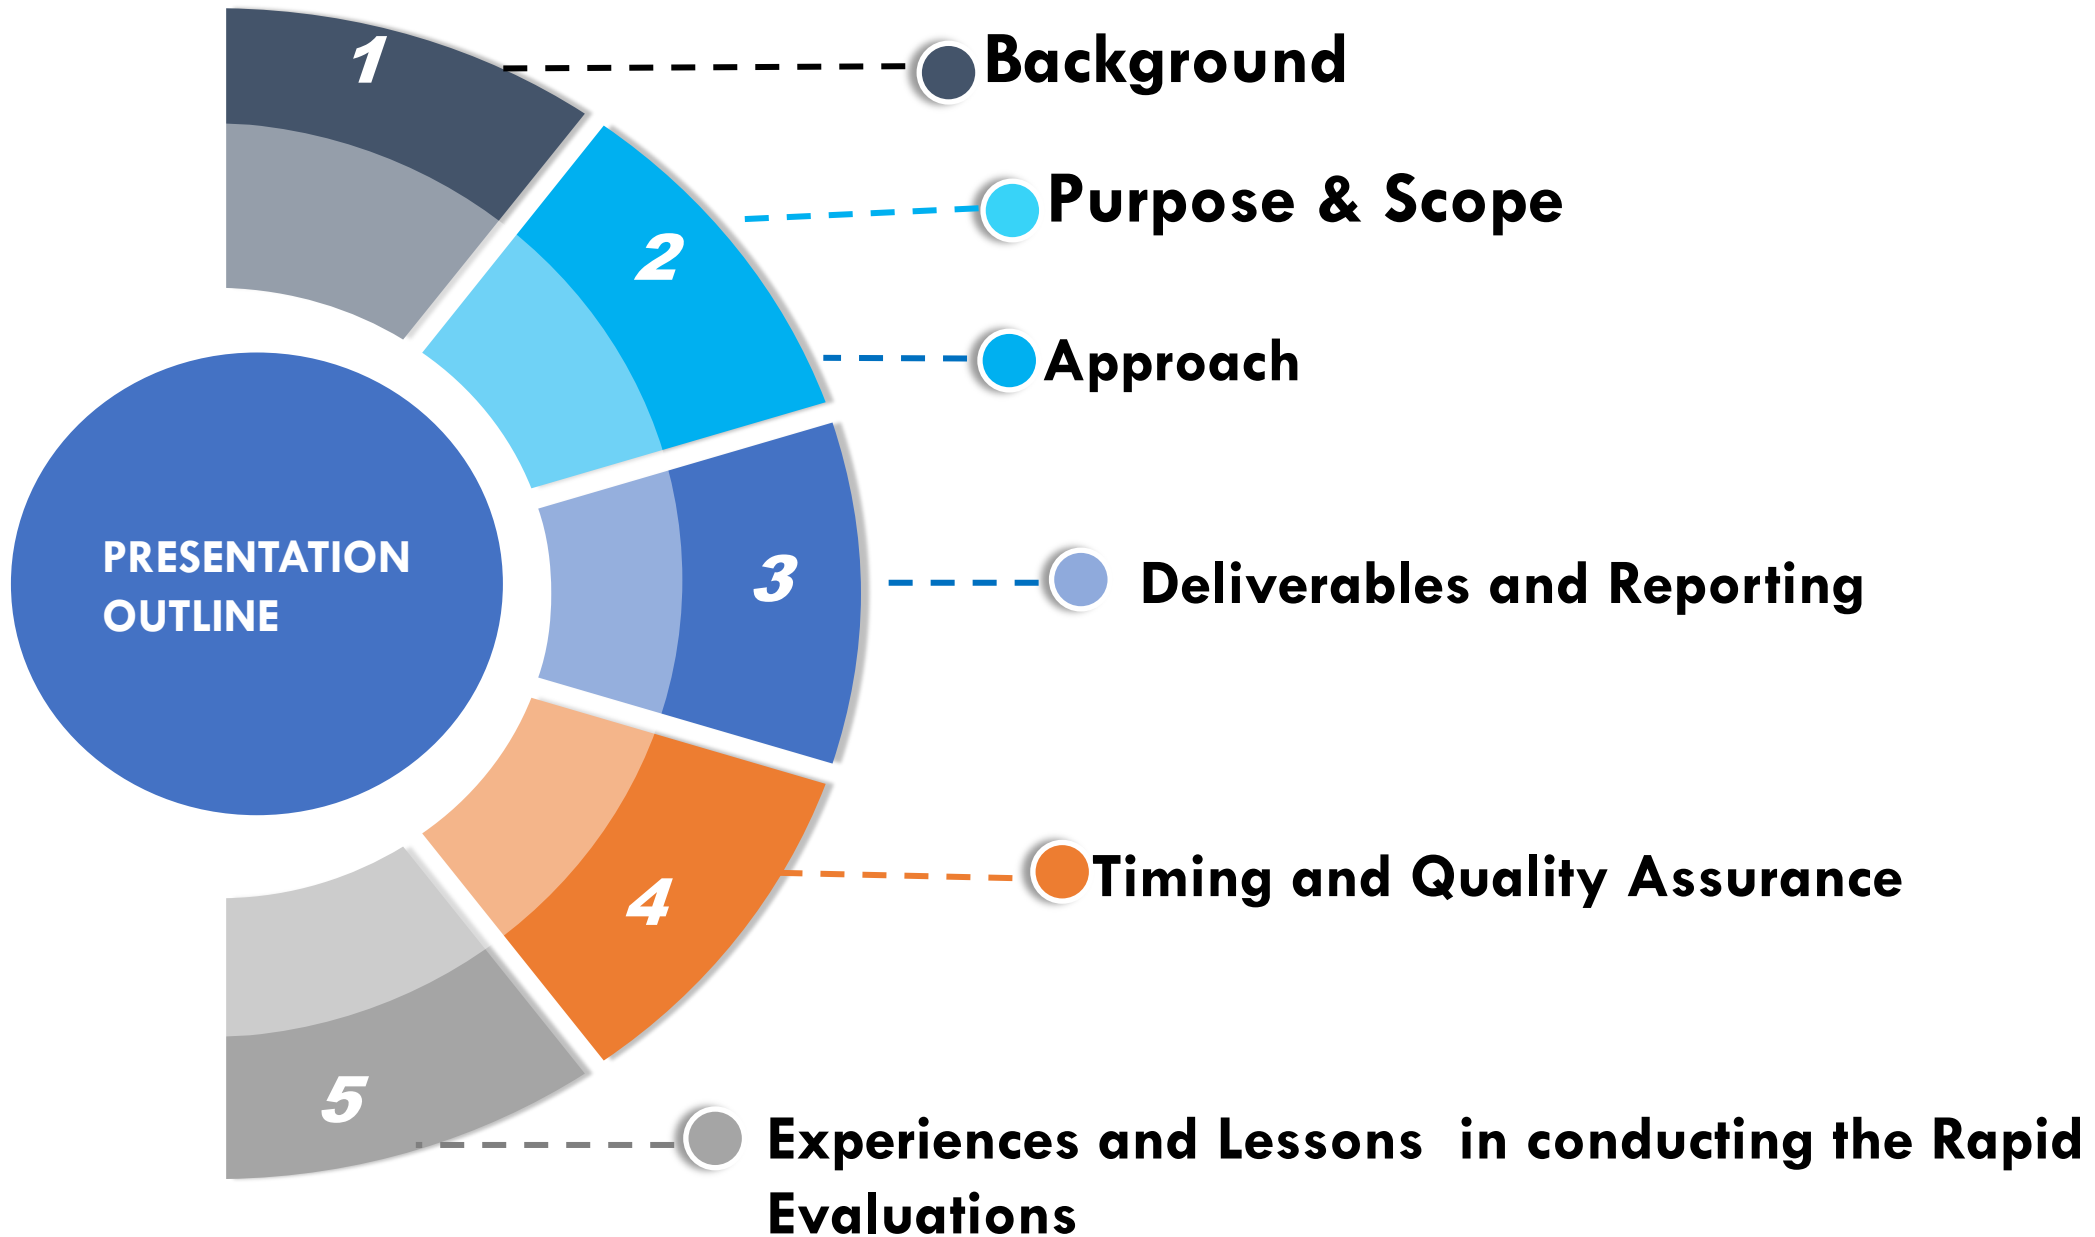 1
Background
2
Purpose & Scope
Approach
PRESENTATION
OUTLINE
3
Deliverables and Reporting
4
Timing and Quality Assurance
5
Experiences and Lessons in conducting the Rapid
Evaluations